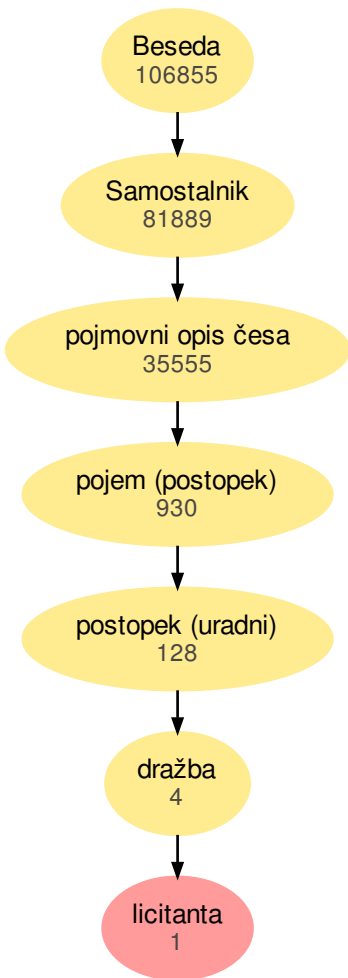 Beseda
106855
Samostalnik
81889
pojmovni opis česa
35555
pojem (postopek)
930
postopek (uradni)
128
dražba
4
licitanta
1